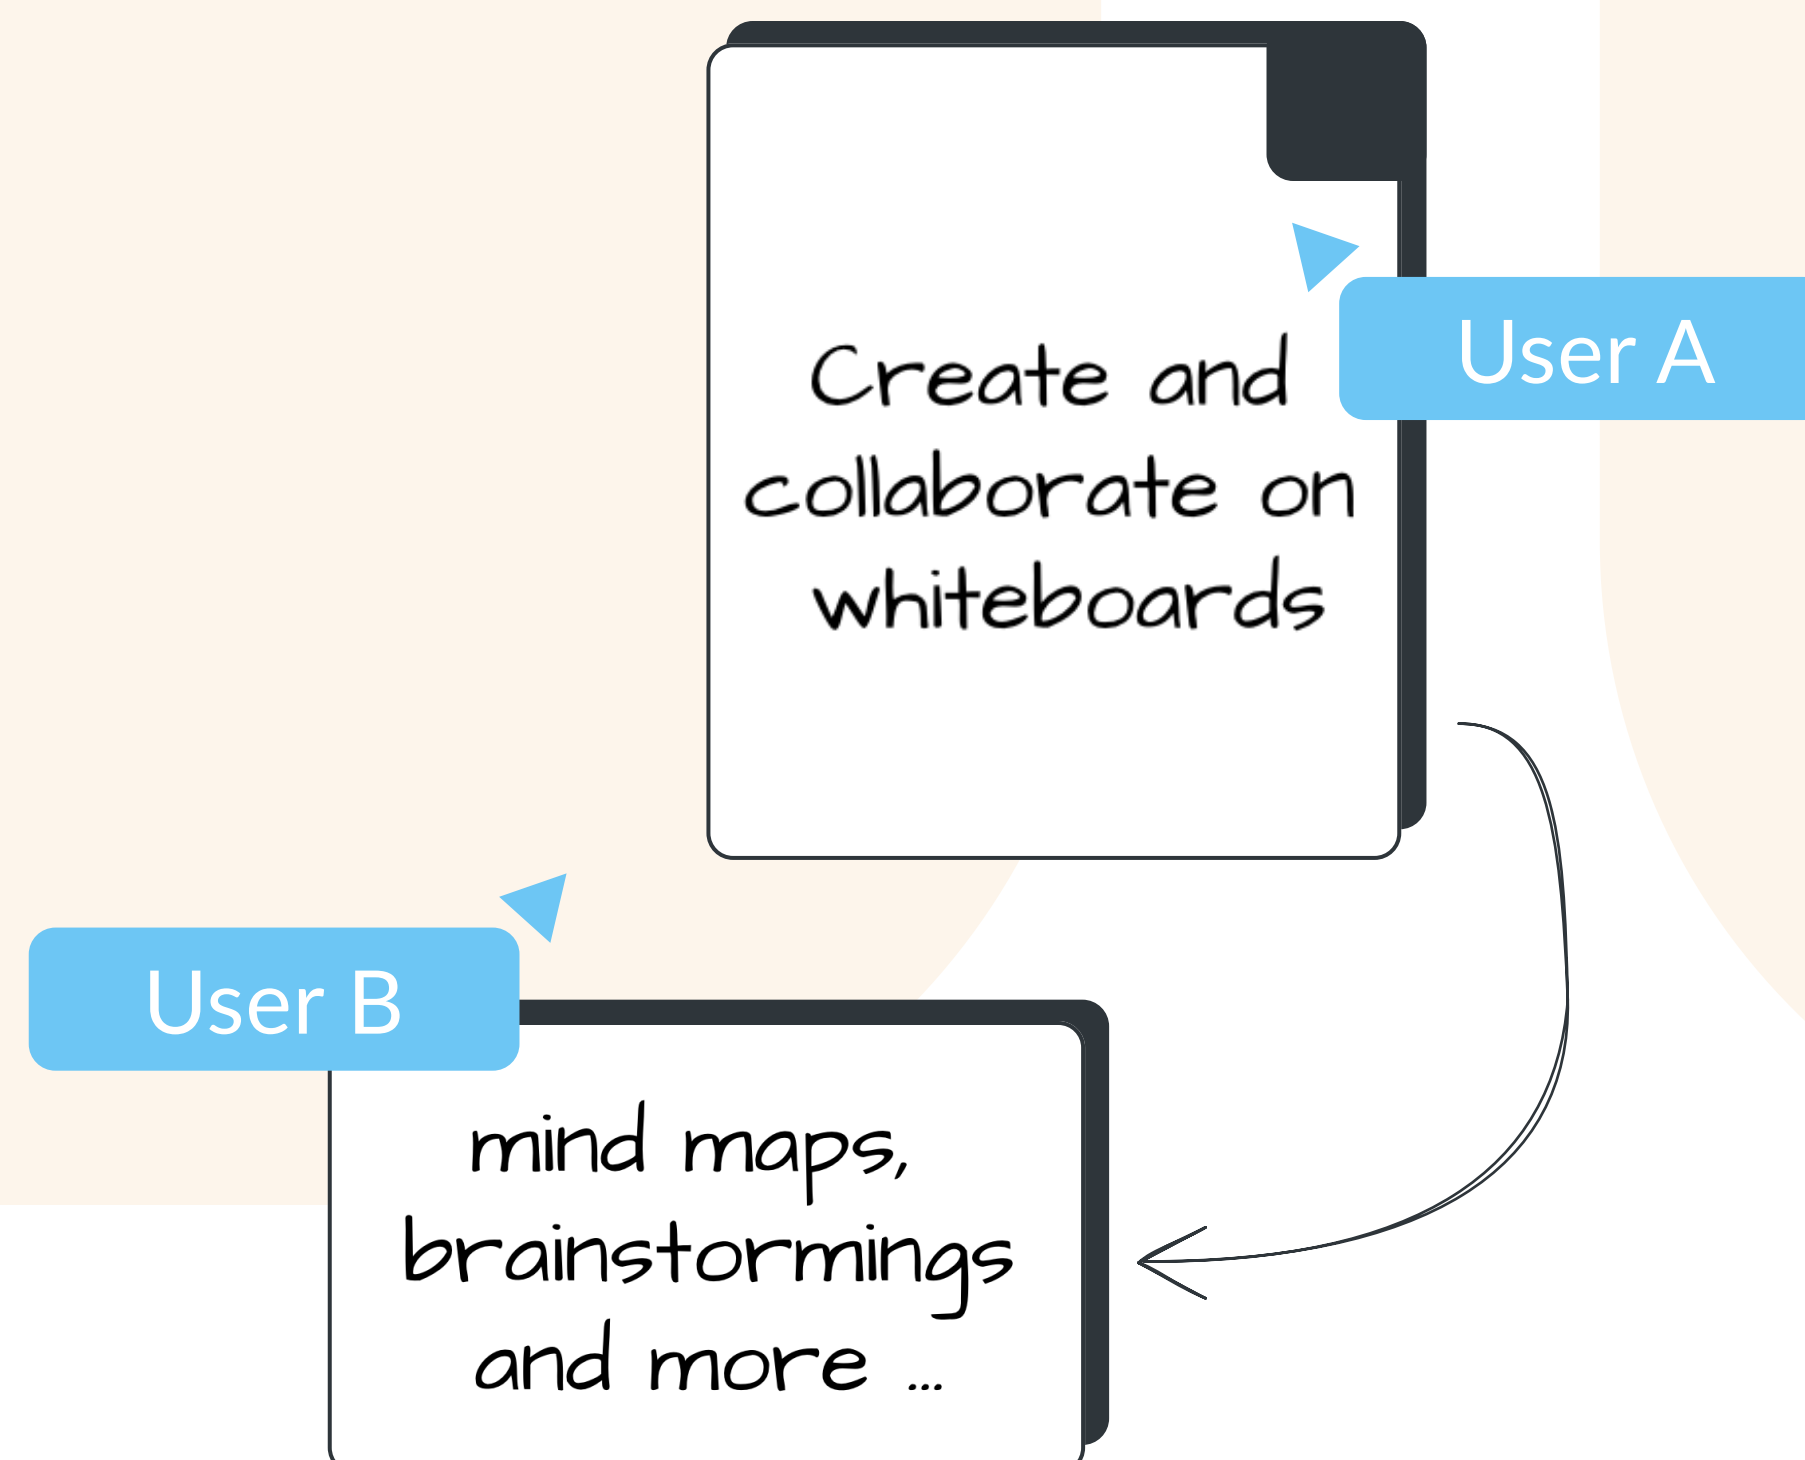 Create and
collaborate on
whiteboards
User A
User B
mind maps,
brainstormings
and more ...